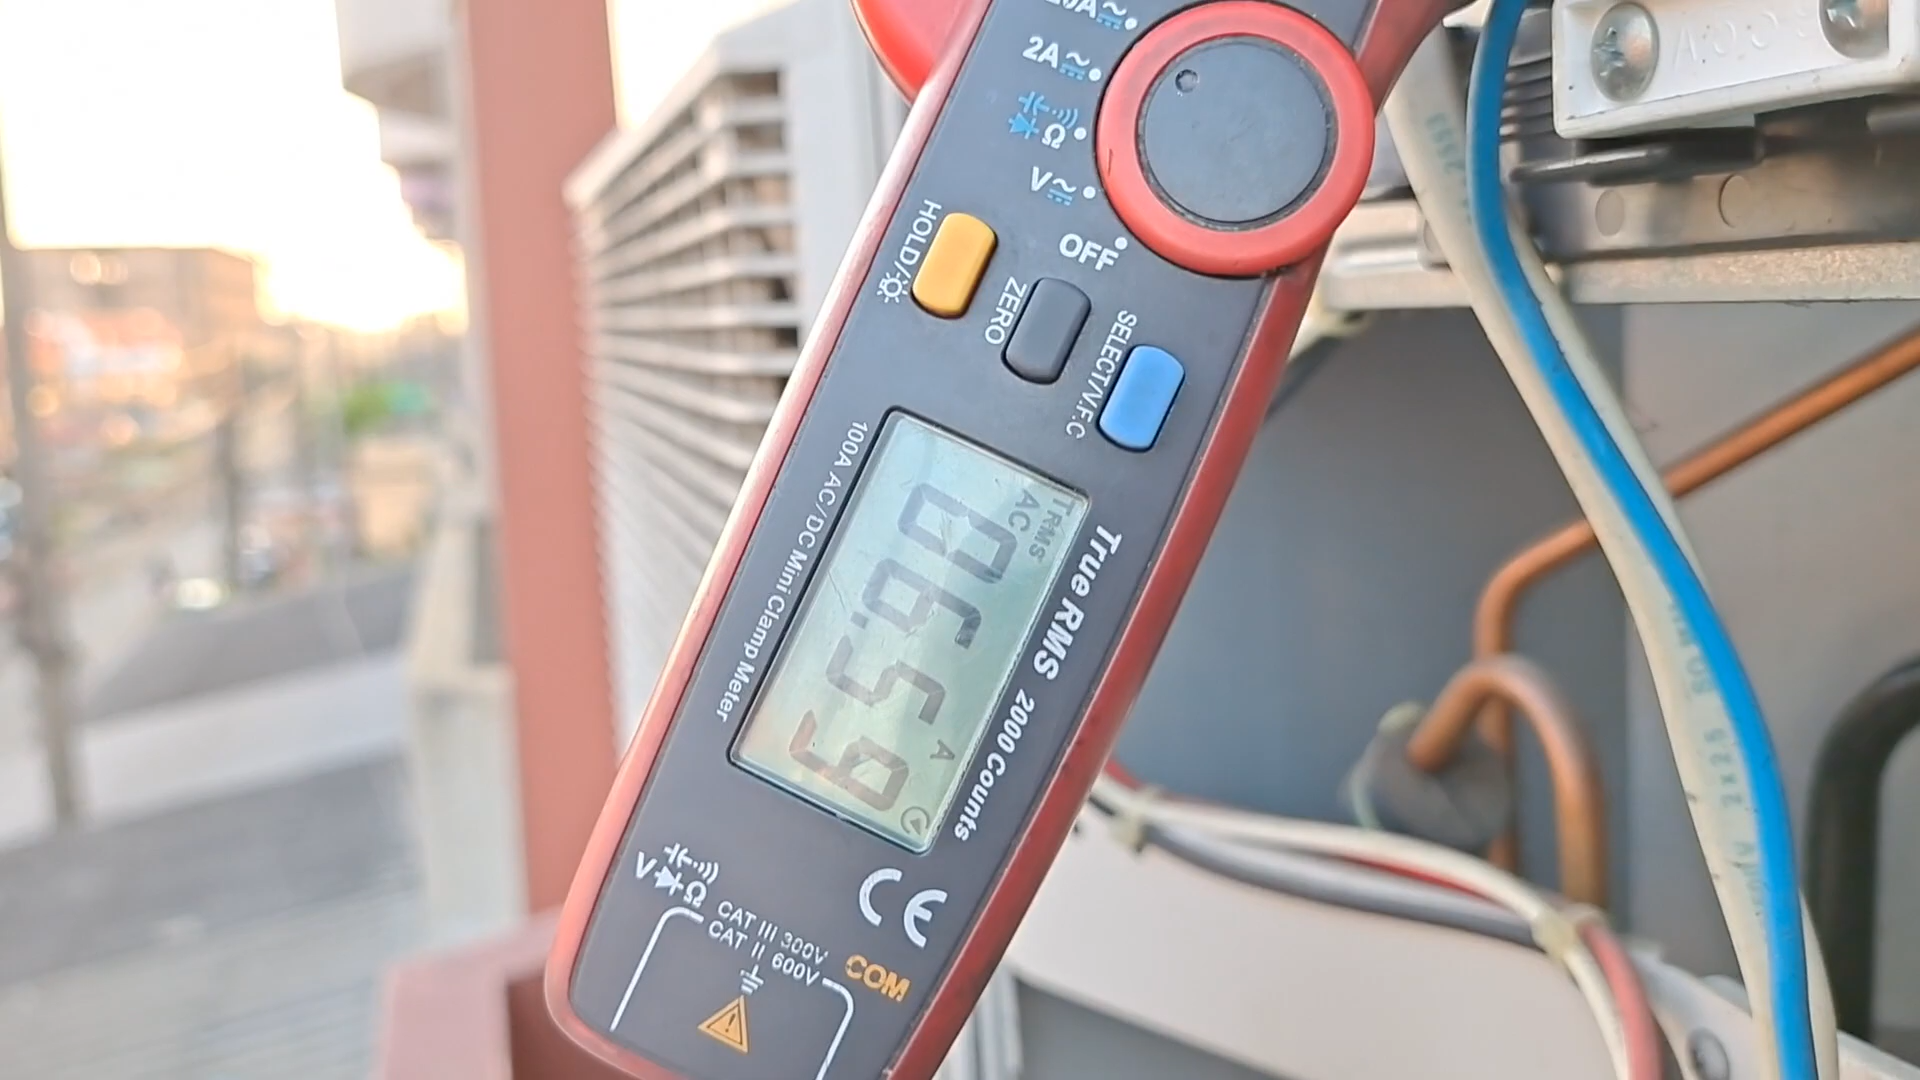 2A
Ω
V
OFF
HOLD/
ZERO
SELECT/V.F.C
TRMS
AC
06.59
A
True RMS 2000 Counts
100A AC/DC Mini Clamp Meter
V
Ω
CE
CAT III 300V
CAT II 600V
COM